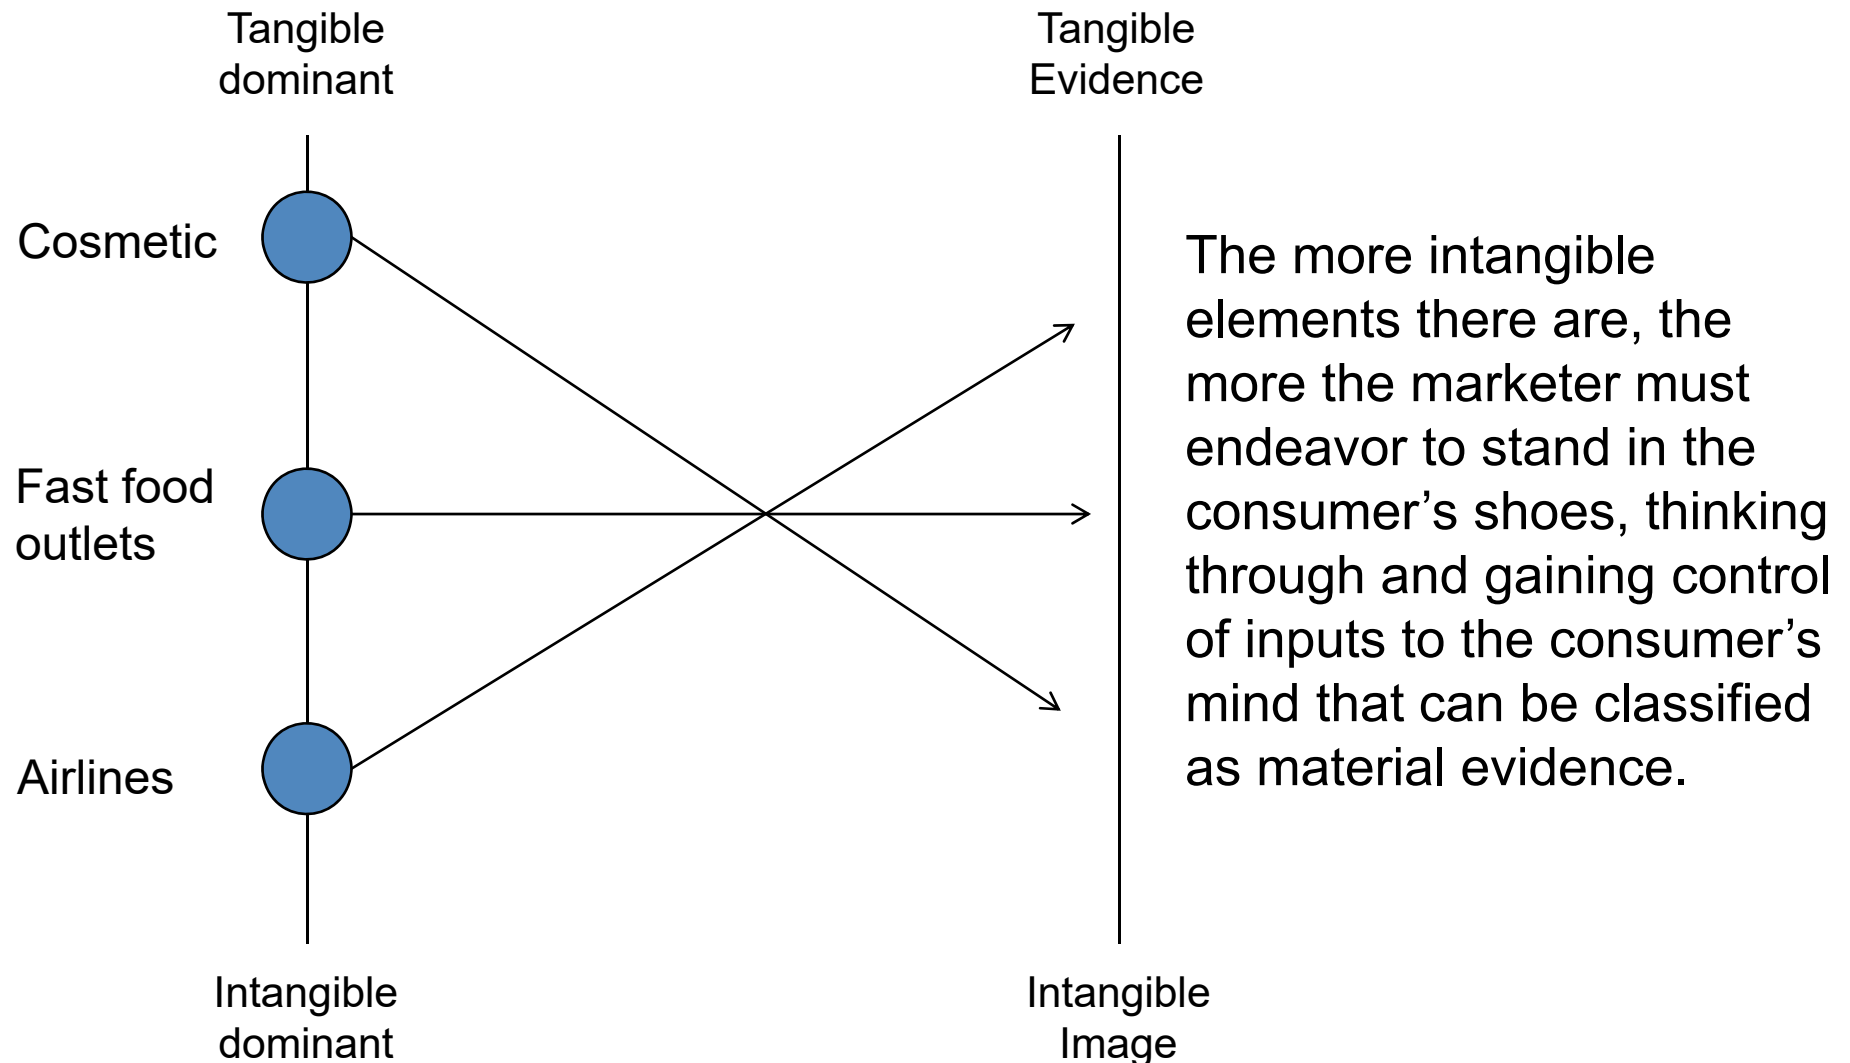 Tangible
dominant
Tangible
Evidence
Cosmetic
Fast food
outlets
Airlines
The more intangible
elements there are, the
more the marketer must
endeavor to stand in the
consumer’s shoes, thinking
through and gaining control
of inputs to the consumer’s
mind that can be classified
as material evidence.
Intangible
dominant
Intangible
Image